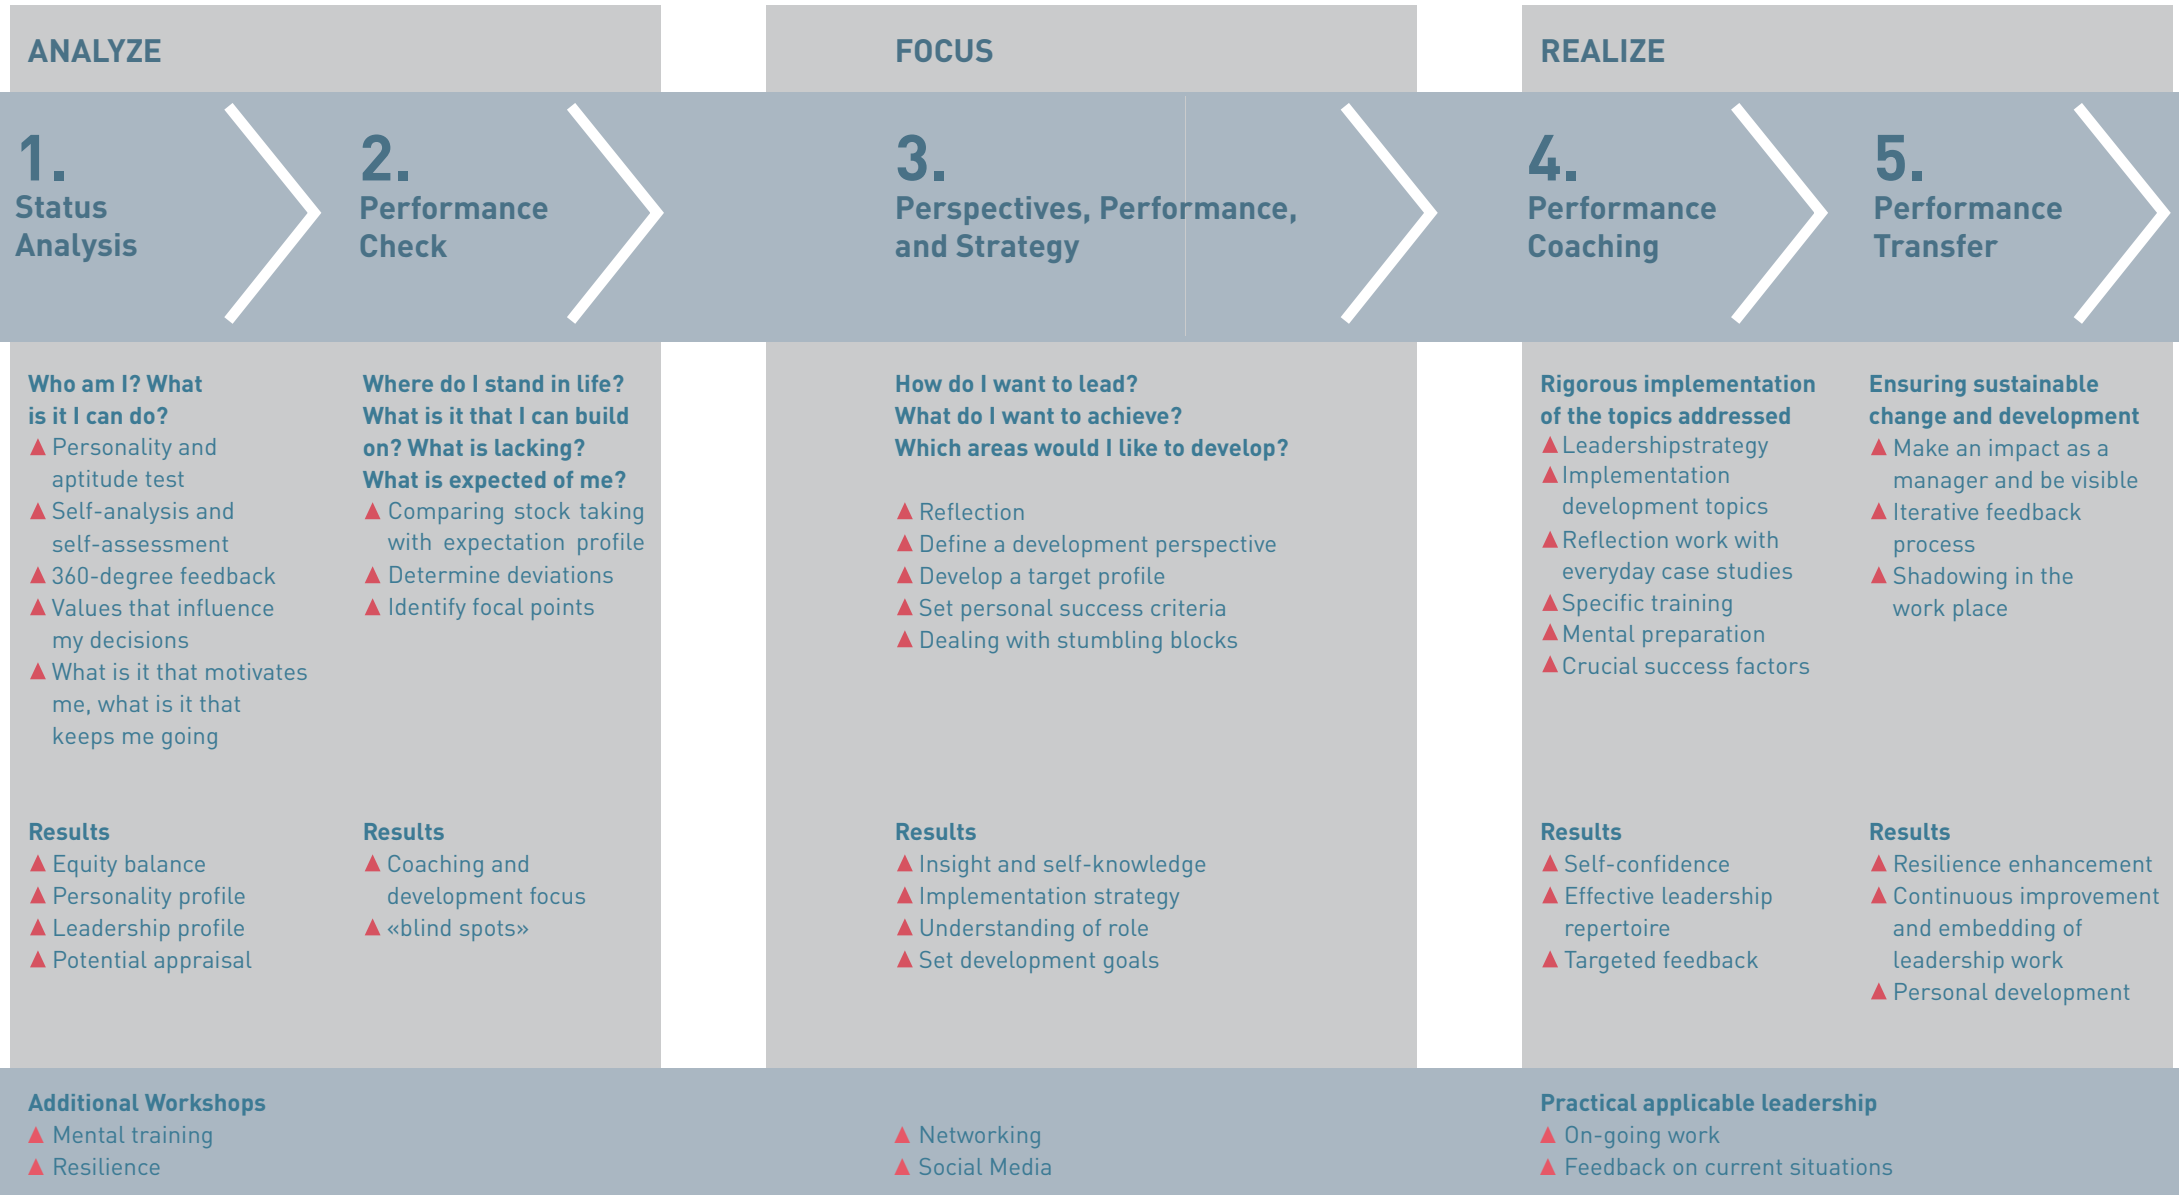 ANALYZE
FOCUS
REALIZE
1.
Status
Analysis
2.
Performance
Check
3.
Perspectives, Performance,
and Strategy
4.
Performance
Coaching
5.
Performance
Transfer
Who am I? What
is it I can do?
Personality and
aptitude test
Self-analysis and
self-assessment
360-degree feedback
Values that influence
my decisions
What is it that motivates
me, what is it that
keeps me going
Results
Equity balance
Personality profile
Leadership profile
Potential appraisal
Where do I stand in life?
What is it that I can build
on? What is lacking?
What is expected of me?
Comparing stock taking
with expectation profile
Determine deviations
Identify focal points
Results
Coaching and
development focus
«blind spots»
How do I want to lead?
What do I want to achieve?
Which areas would I like to develop?
Reflection
Define a development perspective
Develop a target profile
Set personal success criteria
Dealing with stumbling blocks
Results
Insight and self-knowledge
Implementation strategy
Understanding of role
Set development goals
Rigorous implementation
of the topics addressed
Leadershipstrategy
Implementation
development topics
Reflection work with
everyday case studies
Specific training
Mental preparation
Crucial success factors
Results
Self-confidence
Effective leadership
repertoire
Targeted feedback
Ensuring sustainable
change and development
Make an impact as a
manager and be visible
Iterative feedback
process
Shadowing in the
work place
Results
Resilience enhancement
Continuous improvement
and embedding of
leadership work
Personal development
Additional Workshops
Mental training
Resilience
Networking
Social Media
Practical applicable leadership
On-going work
Feedback on current situations